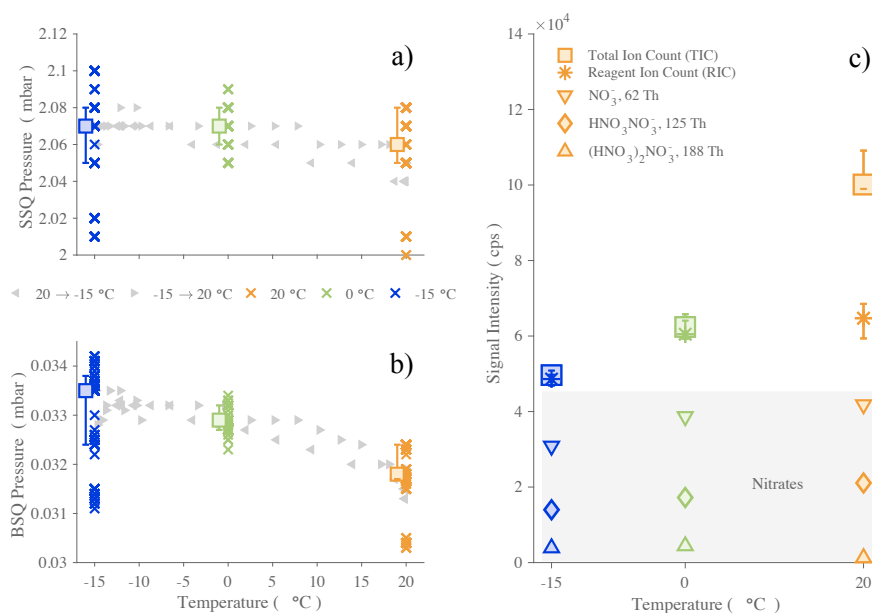 a)
2.12
2.1
2.08
2.06
2.04
2.02
2
SSQ Pressure ( mbar)
20 → -15 °C
-15 → 20 °C
20 °C
0 °C
-15 °C
b)
0.034
0.033
0.032
0.031
0.03
BSQ Pressure ( mbar)
-15
-10
-5
0
5
10
15
20
Temperature ( °C)
c)
× 10⁴
14
12
10
8
6
4
2
0
Signal Intensity ( cps)
Total Ion Count (TIC)
Reagent Ion Count (RIC)
NO₃⁻, 62 Th
HNO₃NO₃⁻, 125 Th
(HNO₃)₂NO₃⁻, 188 Th
Nitrates
-15
0
20
Temperature ( °C)